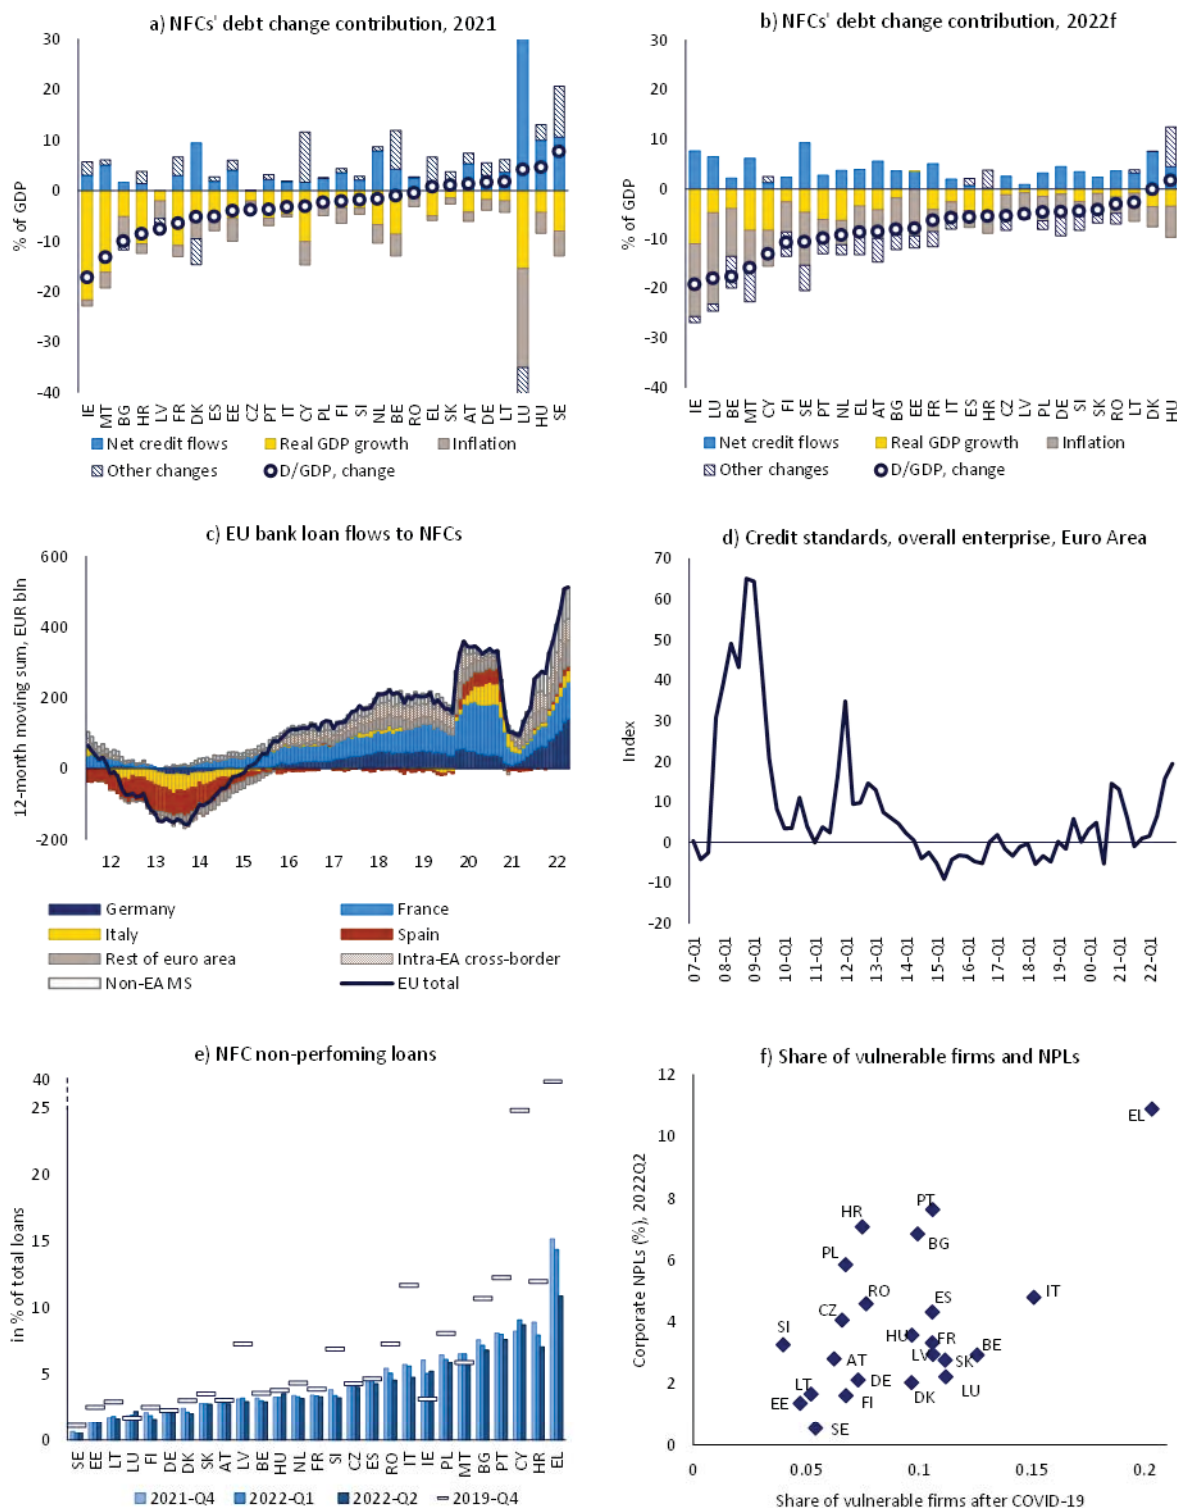 a) NFCs' debt change contribution, 2021
30
20
10
0
-10
-20
-30
-40
% of GDP
IE MT BG HR LV FR DK ES EE CZ PT IT CY PL FI SI NL BE RO EL SK AT DE LT LU HU SE
Net credit flows Real GDP growth Inflation
Other changes D/GDP, change
b) NFCs' debt change contribution, 2022f
30
20
10
0
-10
-20
-30
-40
% of GDP
IE LU BE MT CY FI SE PT NL EL AT BG EE FR IT ES HR CZ LV PL DE SI SK RO LT DK HU
Net credit flows Real GDP growth Inflation
Other changes D/GDP, change
c) EU bank loan flows to NFCs
600
400
200
0
-200
12-month moving sum, EUR bln
12 13 14 15 16 17 18 19 20 21 22
Germany France
Italy Spain
Rest of euro area Intra-EA cross-border
Non-EA MS EU total
d) Credit standards, overall enterprise, Euro Area
70
60
50
40
30
20
10
0
-10
-20
Index
07-Q1 08-Q1 09-Q1 10-Q1 11-Q1 12-Q1 13-Q1 14-Q1 15-Q1 16-Q1 17-Q1 18-Q1 19-Q1 00-Q1 21-Q1 22-Q1
e) NFC non-perfoming loans
40
25
20
15
10
5
0
in % of total loans
SE EE LT LU FI DE DK SK AT LV BE HU NL FR SI CZ ES RO IT IE PL MT BG PT CY HR EL
2021-Q4 2022-Q1 2022-Q2 2019-Q4
f) Share of vulnerable firms and NPLs
12
10
8
6
4
2
0
Corporate NPLs (%), 2022Q2
EL
PT
HR
BG
PL
IT
RO
ES
CZ
SI
HU
FR
BE
LV
SK
AT
DE
LU
DK
LT
FI
EE
SE
0 0.05 0.1 0.15 0.2
Share of vulnerable firms after COVID-19